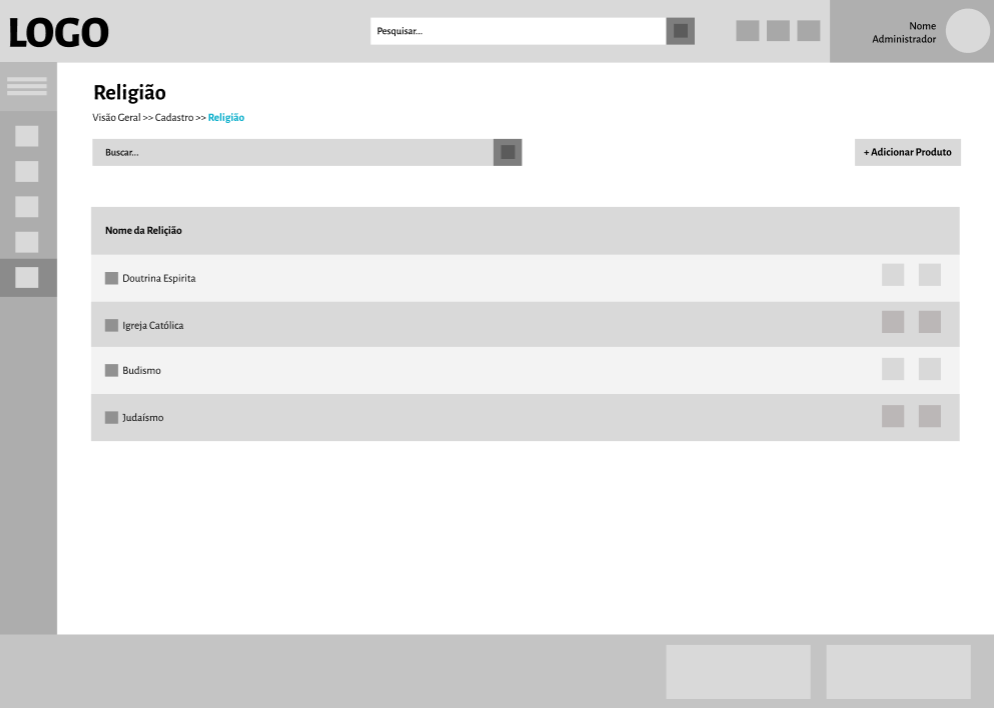 LOGO
Pesquisar...
Nome
Administrador
Religião
Visão Geral >> Cadastro >> Religião
Buscar...
+ Adicionar Produto
Nome da Relição
Doutrina Espirita
Igreja Católica
Budismo
Judaísmo